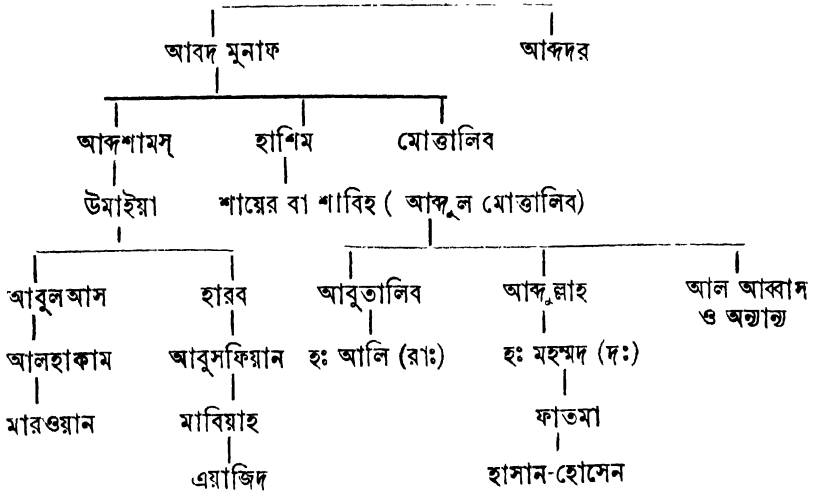 আবদ মুনাফ আব্দদর
আব্দশামস্ হাশিম মোত্তালিব
উমাইয়া শায়ের বা শাবিহ ( আব্দুল মোত্তালিব)
আবুলআস হারব আবুতালিব আব্দুল্লাহ আল আব্বাস
ও অন্যান্য
আলহাকাম আবুসফিয়ান হঃ আলি (রাঃ) হঃ মহম্মদ (দঃ)
মারওয়ান মাবিয়াহ ফাতমা
এয়াজিদ হাসান-হোসেন